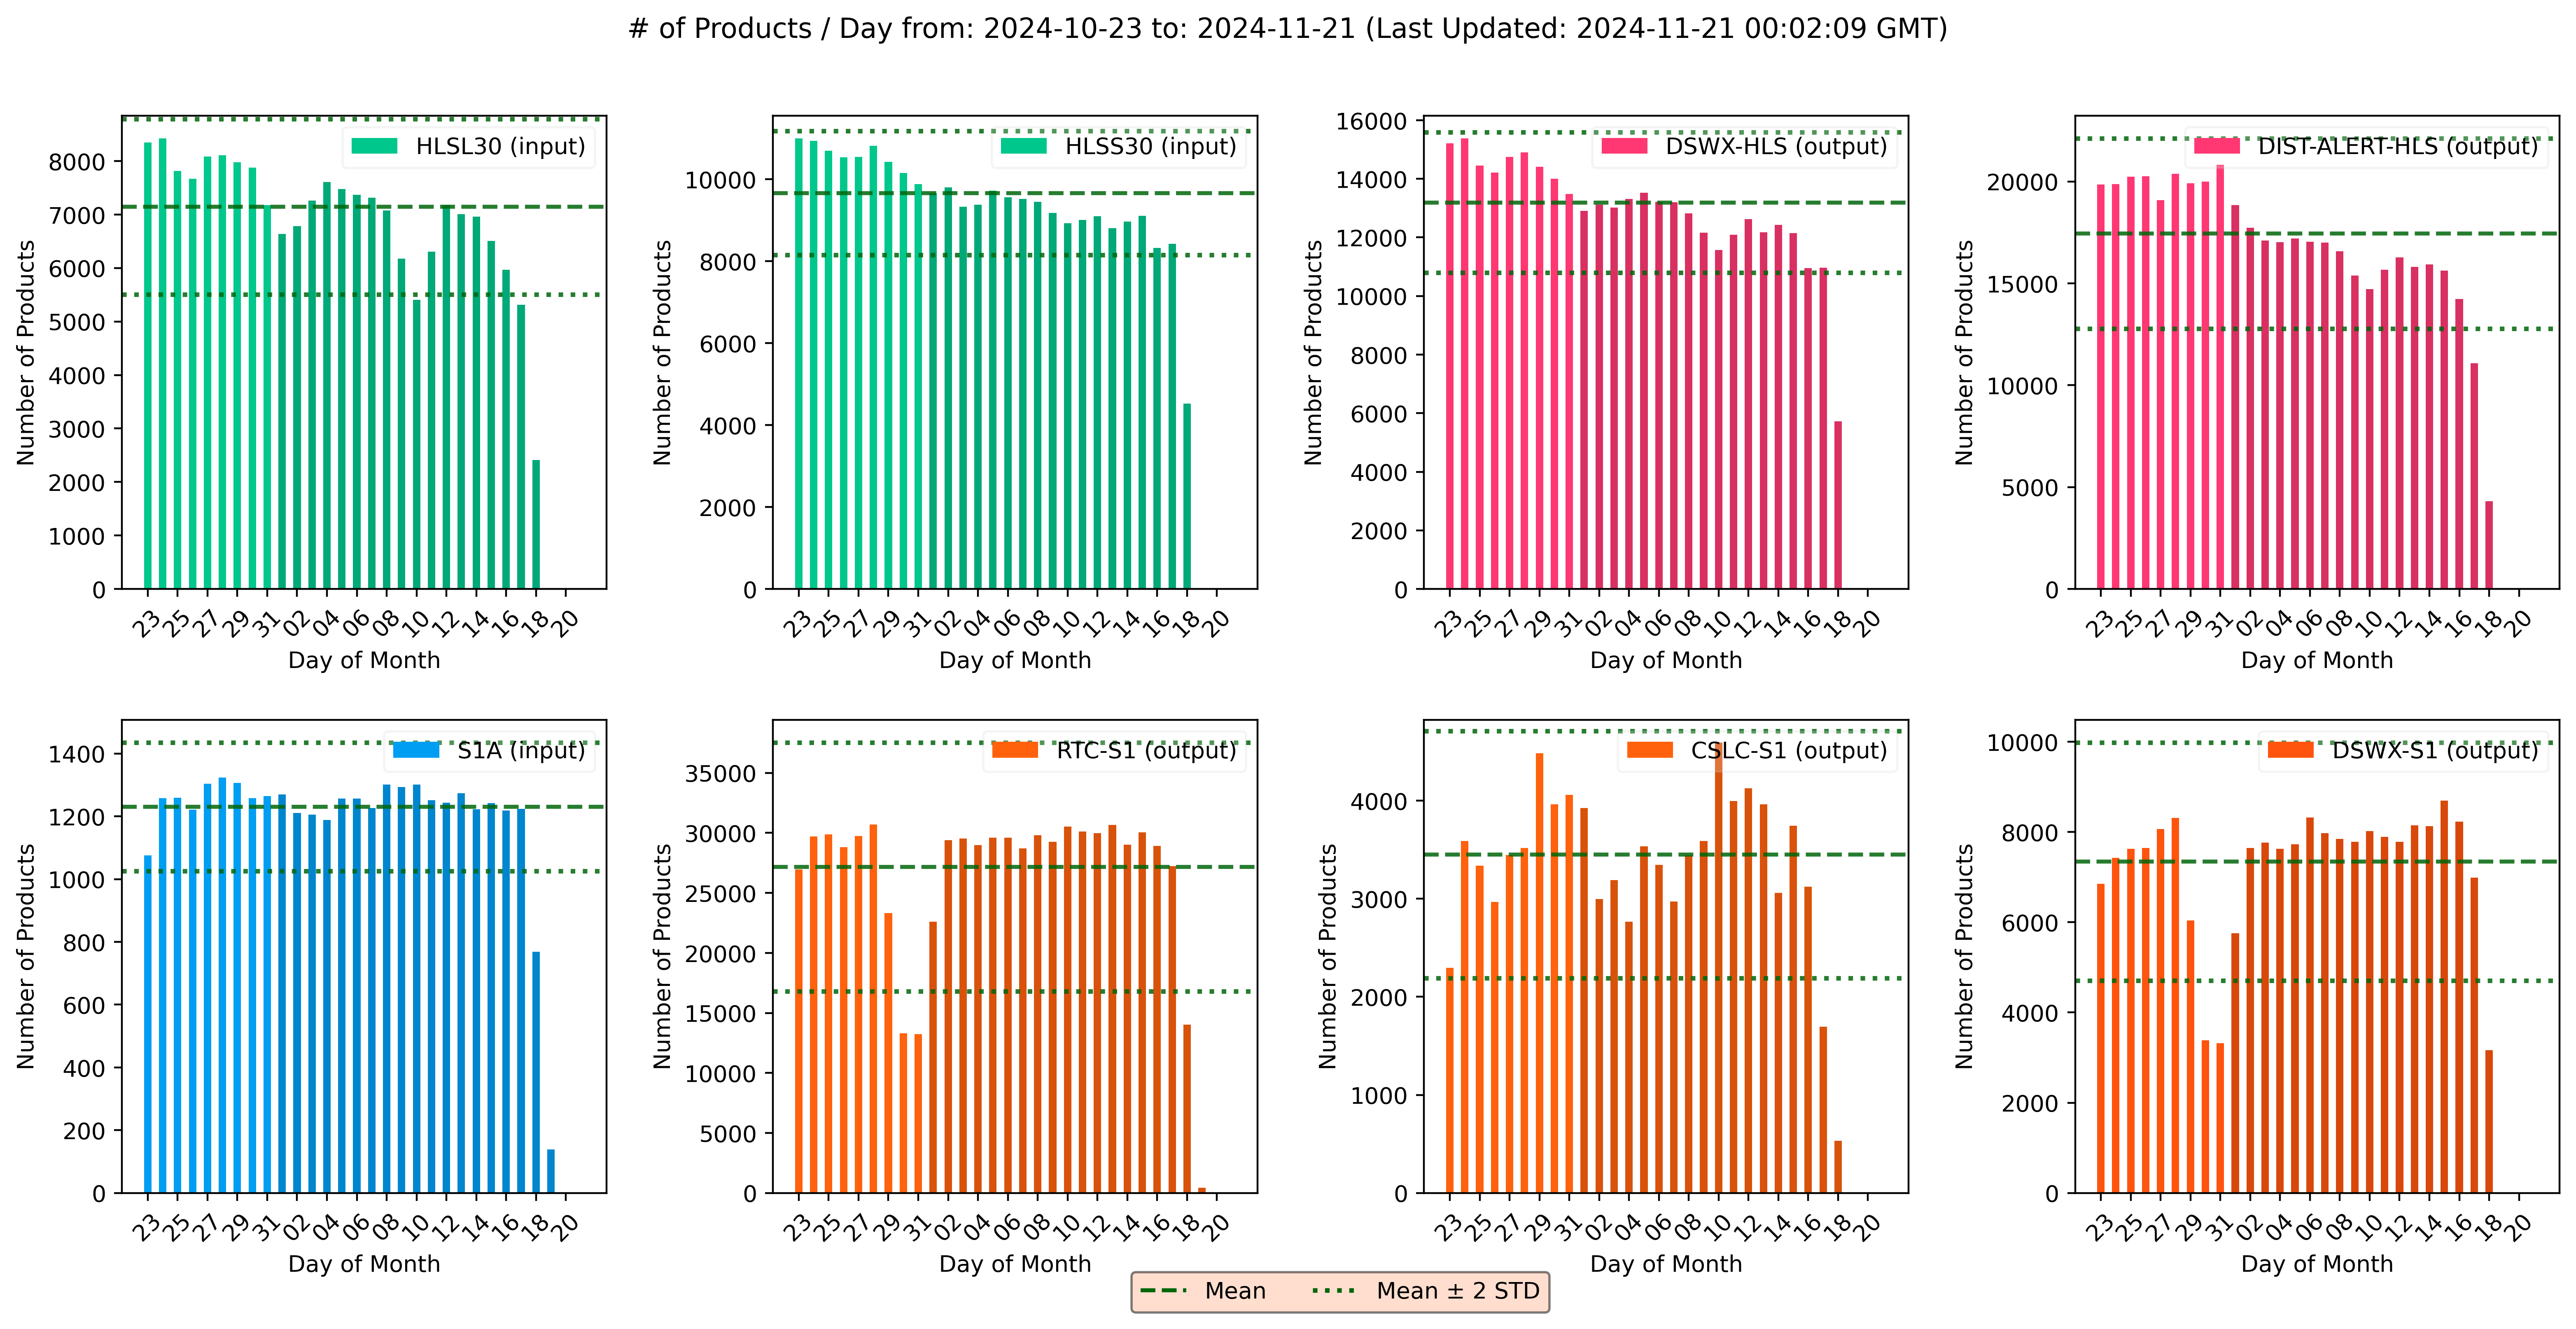 # of Products / Day from: 2024-10-23 to: 2024-11-21 (Last Updated: 2024-11-21 00:02:09 GMT)
HLSL30 (input)
Number of Products
8000
7000
6000
5000
4000
3000
2000
1000
0
23 25 27 29 31 02 04 06 08 10 12 14 16 18 20
Day of Month
HLSS30 (input)
Number of Products
10000
8000
6000
4000
2000
0
23 25 27 29 31 02 04 06 08 10 12 14 16 18 20
Day of Month
DSWX-HLS (output)
Number of Products
16000
14000
12000
10000
8000
6000
4000
2000
0
23 25 27 29 31 02 04 06 08 10 12 14 16 18 20
Day of Month
DIST-ALERT-HLS (output)
Number of Products
20000
15000
10000
5000
0
23 25 27 29 31 02 04 06 08 10 12 14 16 18 20
Day of Month
S1A (input)
Number of Products
1400
1200
1000
800
600
400
200
0
23 25 27 29 31 02 04 06 08 10 12 14 16 18 20
Day of Month
RTC-S1 (output)
Number of Products
35000
30000
25000
20000
15000
10000
5000
0
23 25 27 29 31 02 04 06 08 10 12 14 16 18 20
Day of Month
CSLC-S1 (output)
Number of Products
4000
3000
2000
1000
0
23 25 27 29 31 02 04 06 08 10 12 14 16 18 20
Day of Month
DSWX-S1 (output)
Number of Products
10000
8000
6000
4000
2000
0
23 25 27 29 31 02 04 06 08 10 12 14 16 18 20
Day of Month
Mean Mean ± 2 STD